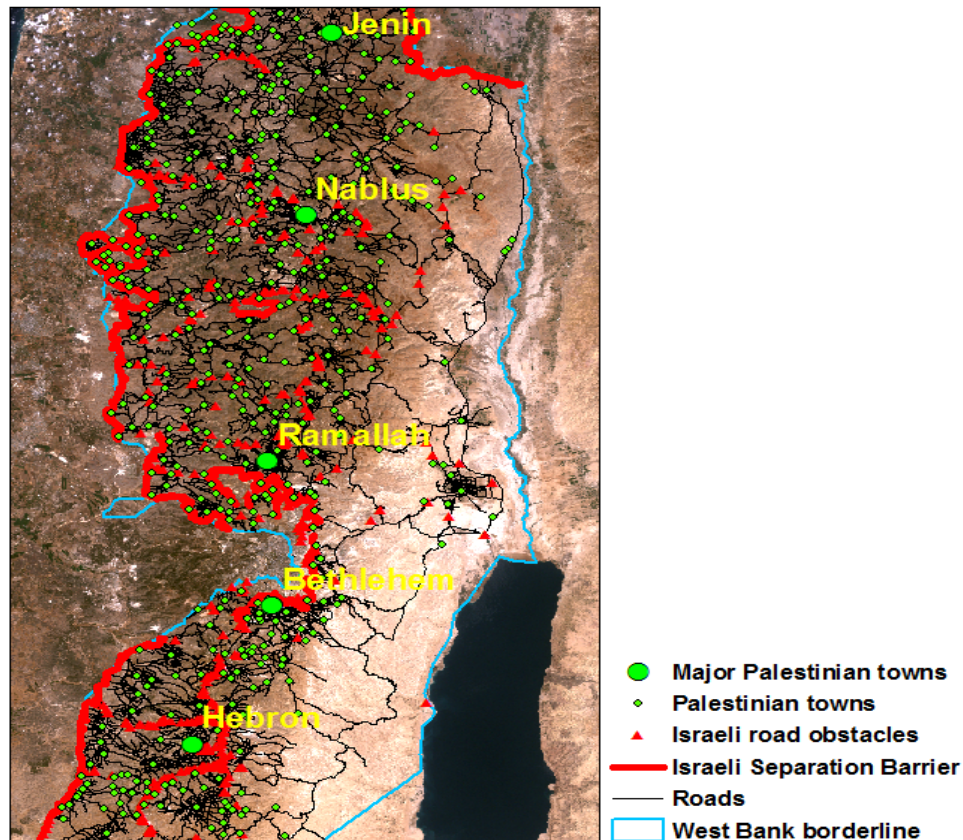 Jenin
Nablus
Ramallah
Bethlehem
Hebron
Major Palestinian towns
Palestinian towns
Israeli road obstacles
Israeli Separation Barrier
Roads
West Bank borderline